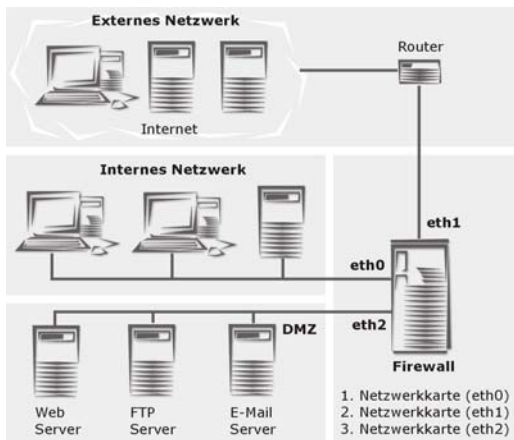 Externes Netzwerk
Router
Internet
Internes Netzwerk
eth1
eth0
eth2
DMZ
Firewall
Web
Server
FTP
Server
E-Mail
Server
1. Netzwerkkarte (eth0)
2. Netzwerkkarte (eth1)
3. Netzwerkkarte (eth2)